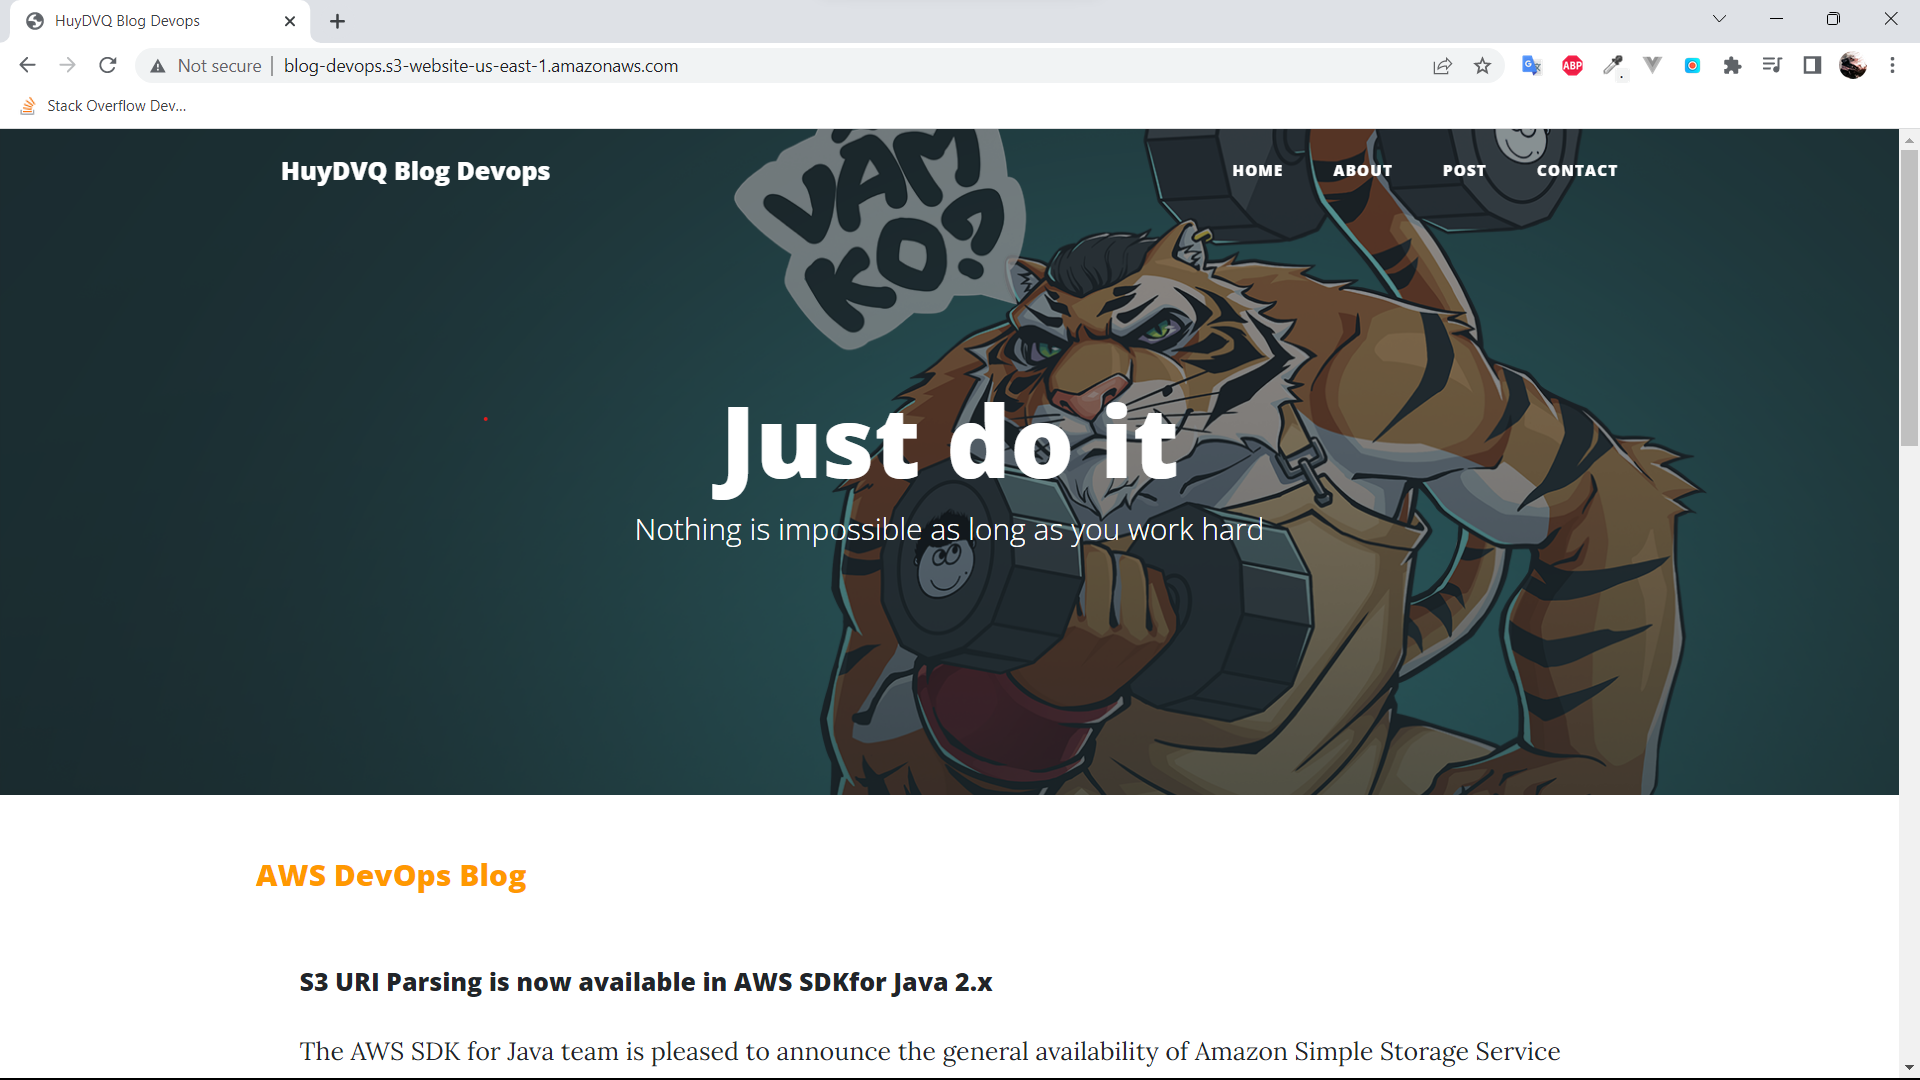 HuyDVQ Blog Devops
Not secure
blog-devops.s3-website-us-east-1.amazonaws.com
ABP
Stack Overflow Dev...
HuyDVQ Blog Devops
HOME
ABOUT
POST
CONTACT
VÂM
KO?
Just do it
Nothing is impossible as long as you work hard
AWS DevOps Blog
S3 URI Parsing is now available in AWS SDKfor Java 2.x
The AWS SDK for Java team is pleased to announce the general availability of Amazon Simple Storage Service